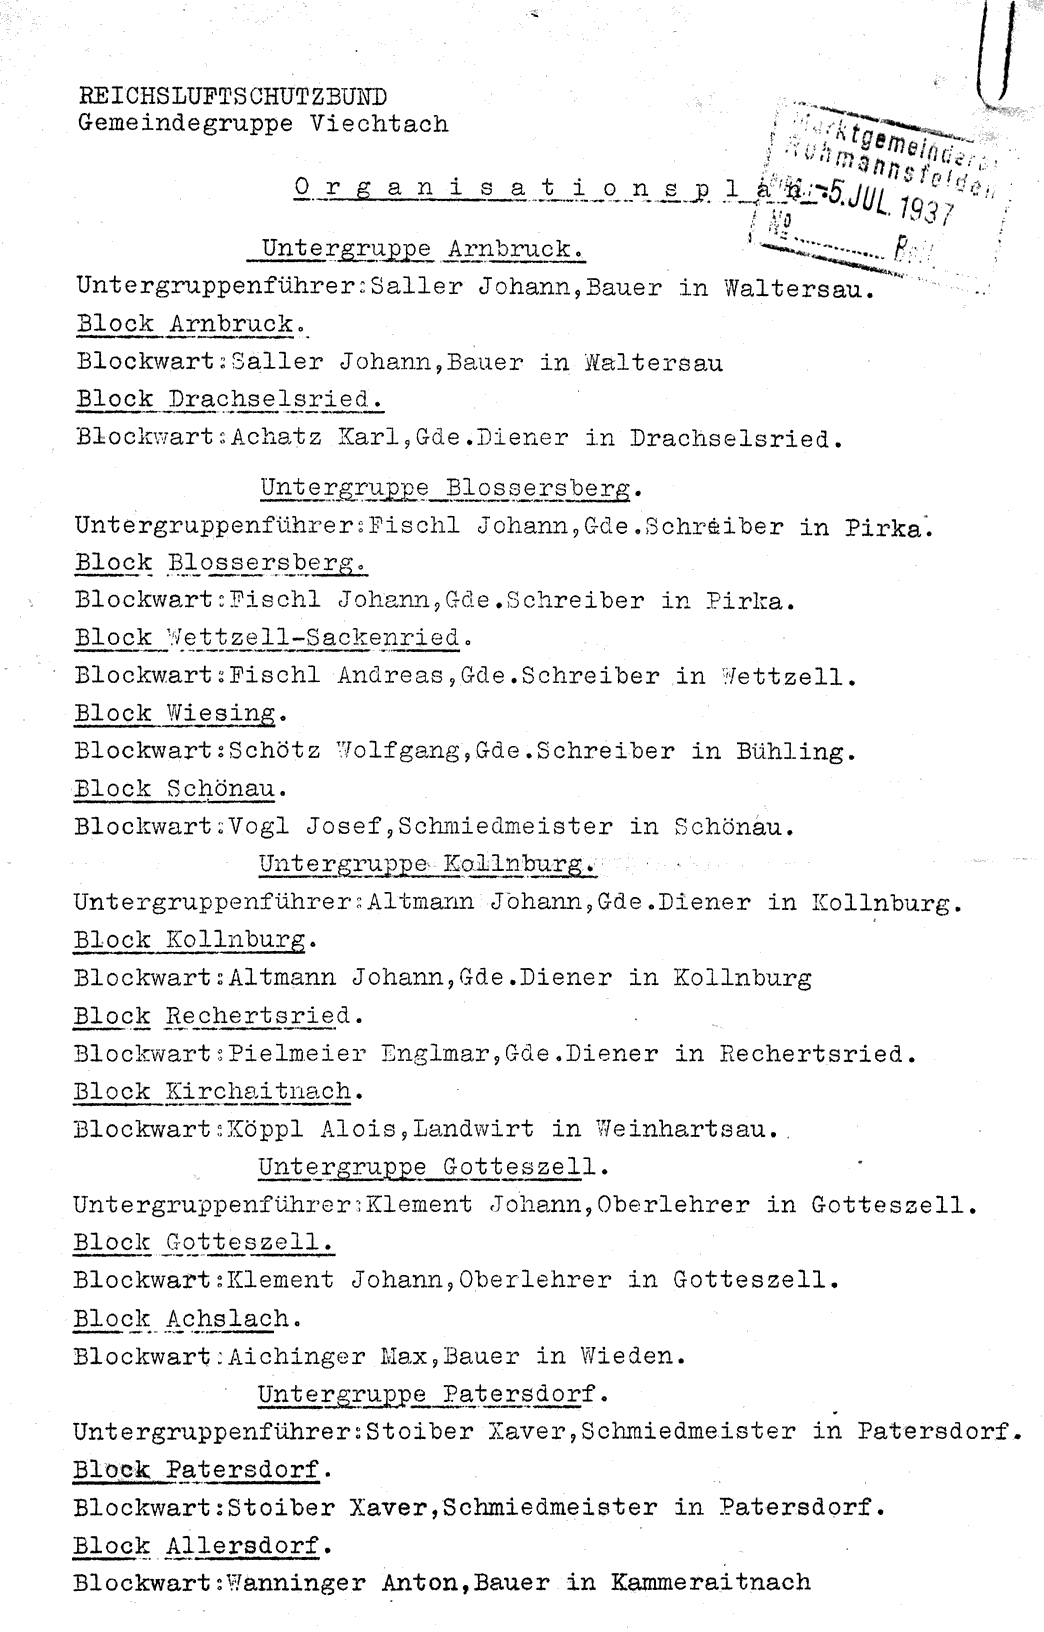 REICHSLUFTSCHUTZBUND
Gemeindegruppe Viechtach
Marktgemeinderat
Ruhmannsfelden
-5. JUL. 1937
№
O r g a n i s a t i o n s p l a n .
Untergruppe Arnbruck.
Untergruppenführer:Saller Johann,Bauer in Waltersau.
Block Arnbruck.
Blockwart:Saller Johann,Bauer in Waltersau
Block Drachselsried.
Blockwart:Achatz Karl,Gde.Diener in Drachselsried.
Untergruppe Blossersberg.
Untergruppenführer:Fischl Johann,Gde.Schreiber in Pirka.
Block Blossersberg.
Blockwart:Fischl Johann,Gde.Schreiber in Pirka.
Block Wettzell-Sackenried.
Blockwart:Fischl Andreas,Gde.Schreiber in Wettzell.
Block Wiesing.
Blockwart:Schötz Wolfgang,Gde.Schreiber in Bühling.
Block Schönau.
Blockwart:Vogl Josef,Schmiedmeister in Schönau.
Untergruppe Kollnburg.
Untergruppenführer:Altmann Johann,Gde.Diener in Kollnburg.
Block Kollnburg.
Blockwart:Altmann Johann,Gde.Diener in Kollnburg
Block Rechertsried.
Blockwart:Pielmeier Englmar,Gde.Diener in Rechertsried.
Block Kirchaitnach.
Blockwart:Köppl Alois,Landwirt in Weinhartsau.
Untergruppe Gotteszell.
Untergruppenführer:Klement Johann,Oberlehrer in Gotteszell.
Block Gotteszell.
Blockwart:Klement Johann,Oberlehrer in Gotteszell.
Block Achslach.
Blockwart:Aichinger Max,Bauer in Wieden.
Untergruppe Patersdorf.
Untergruppenführer:Stoiber Xaver,Schmiedmeister in Patersdorf.
Block Patersdorf.
Blockwart:Stoiber Xaver,Schmiedmeister in Patersdorf.
Block Allersdorf.
Blockwart:Wanninger Anton,Bauer in Kammeraitnach